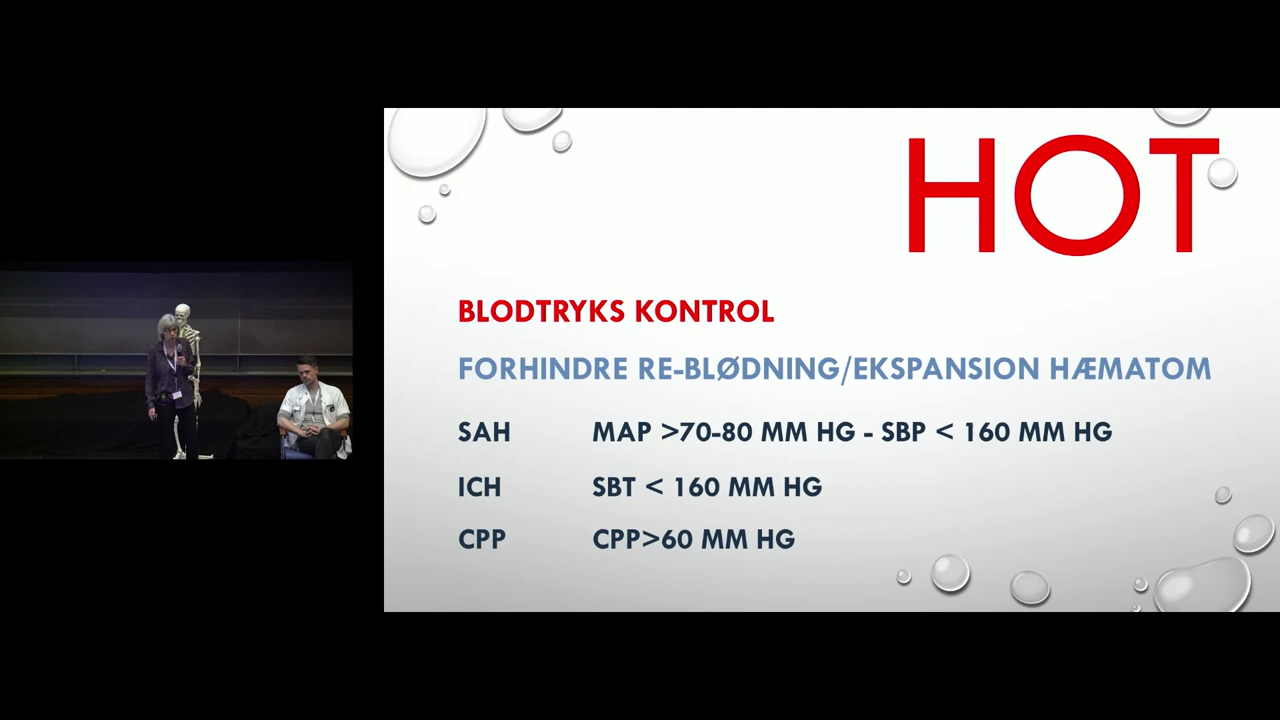 HOT
BLODTRYKS KONTROL
FORHINDRE RE-BLØDNING/EKSPANSION HÆMATOM
SAH MAP >70-80 MM HG - SBP < 160 MM HG
ICH SBT < 160 MM HG
CPP CPP>60 MM HG